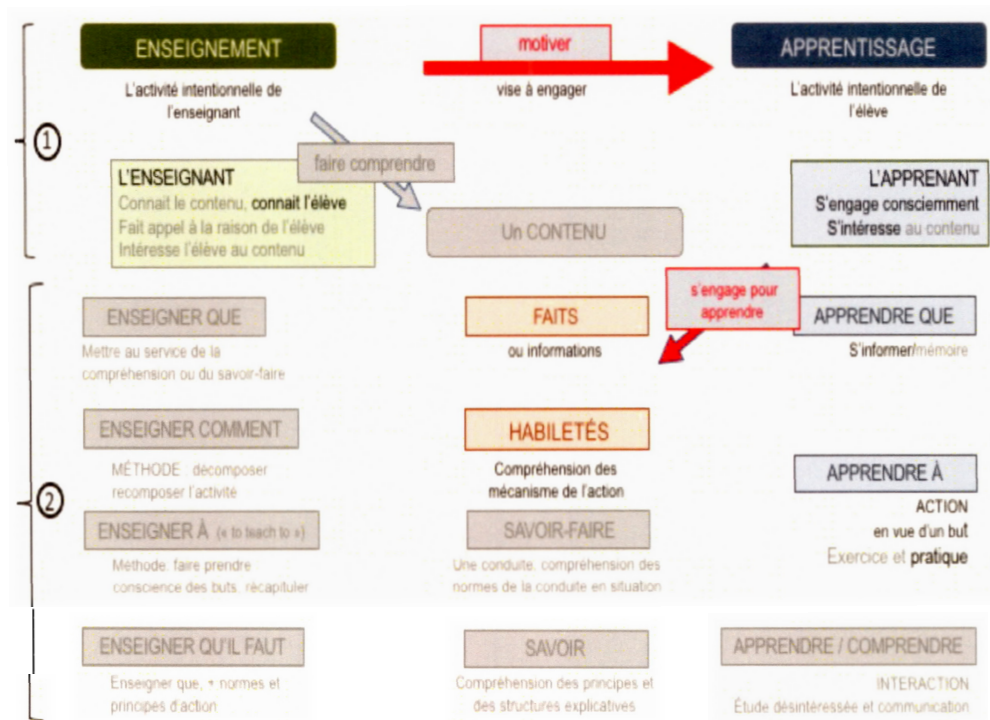 ENSEIGNEMENT
motiver
APPRENTISSAGE
L'activité intentionnelle de
l'enseignant
vise à engager
L'activité intentionnelle de
l'élève
1
faire comprendre
L'ENSEIGNANT
Connait le contenu, connait l'élève
Fait appel à la raison de l'élève
Intéresse l'élève au contenu
Un CONTENU
L'APPRENANT
S'engage consciemment
S'intéresse au contenu
s'engage pour
apprendre
ENSEIGNER QUE
Mettre au service de la
compréhension ou du savoir-faire
FAITS
ou informations
APPRENDRE QUE
S'informer/mémoire
2
ENSEIGNER COMMENT
MÉTHODE : décomposer
recomposer l'activité
HABILETÉS
Compréhension des
mécanisme de l'action
APPRENDRE À
ACTION
en vue d'un but
Exercice et pratique
ENSEIGNER À (« to teach to »)
Méthode: faire prendre
conscience des buts, récapituler
SAVOIR-FAIRE
Une conduite, compréhension des
normes de la conduite en situation
ENSEIGNER QU'IL FAUT
Enseigner que, + normes et
principes d'action
SAVOIR
Compréhension des principes et
des structures explicatives
APPRENDRE / COMPRENDRE
INTERACTION
Étude désintéressée et communication